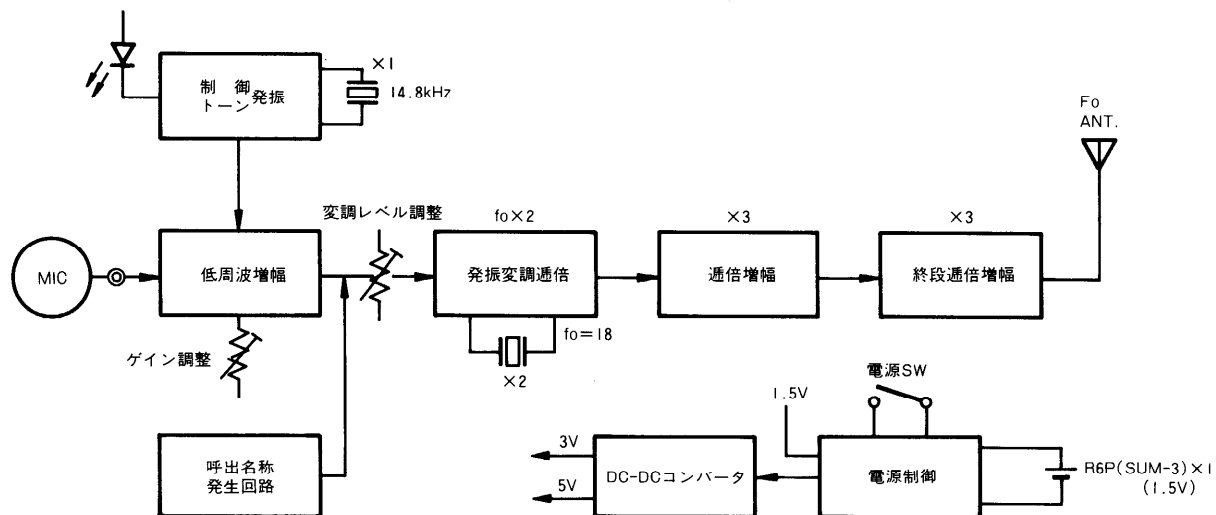 ×1
制 御
トーン発振
14.8kHz
Fo
ANT.
変調レベル調整
fo×2
×3
×3
MIC
低周波増幅
発振変調逓倍
逓倍増幅
終段逓倍増幅
fo=18
ゲイン調整
×2
電源SW
1.5V
呼出名称
発生回路
3V
5V
DC-DCコンバータ
電源制御
R6P(SUM-3)×1
(1.5V)